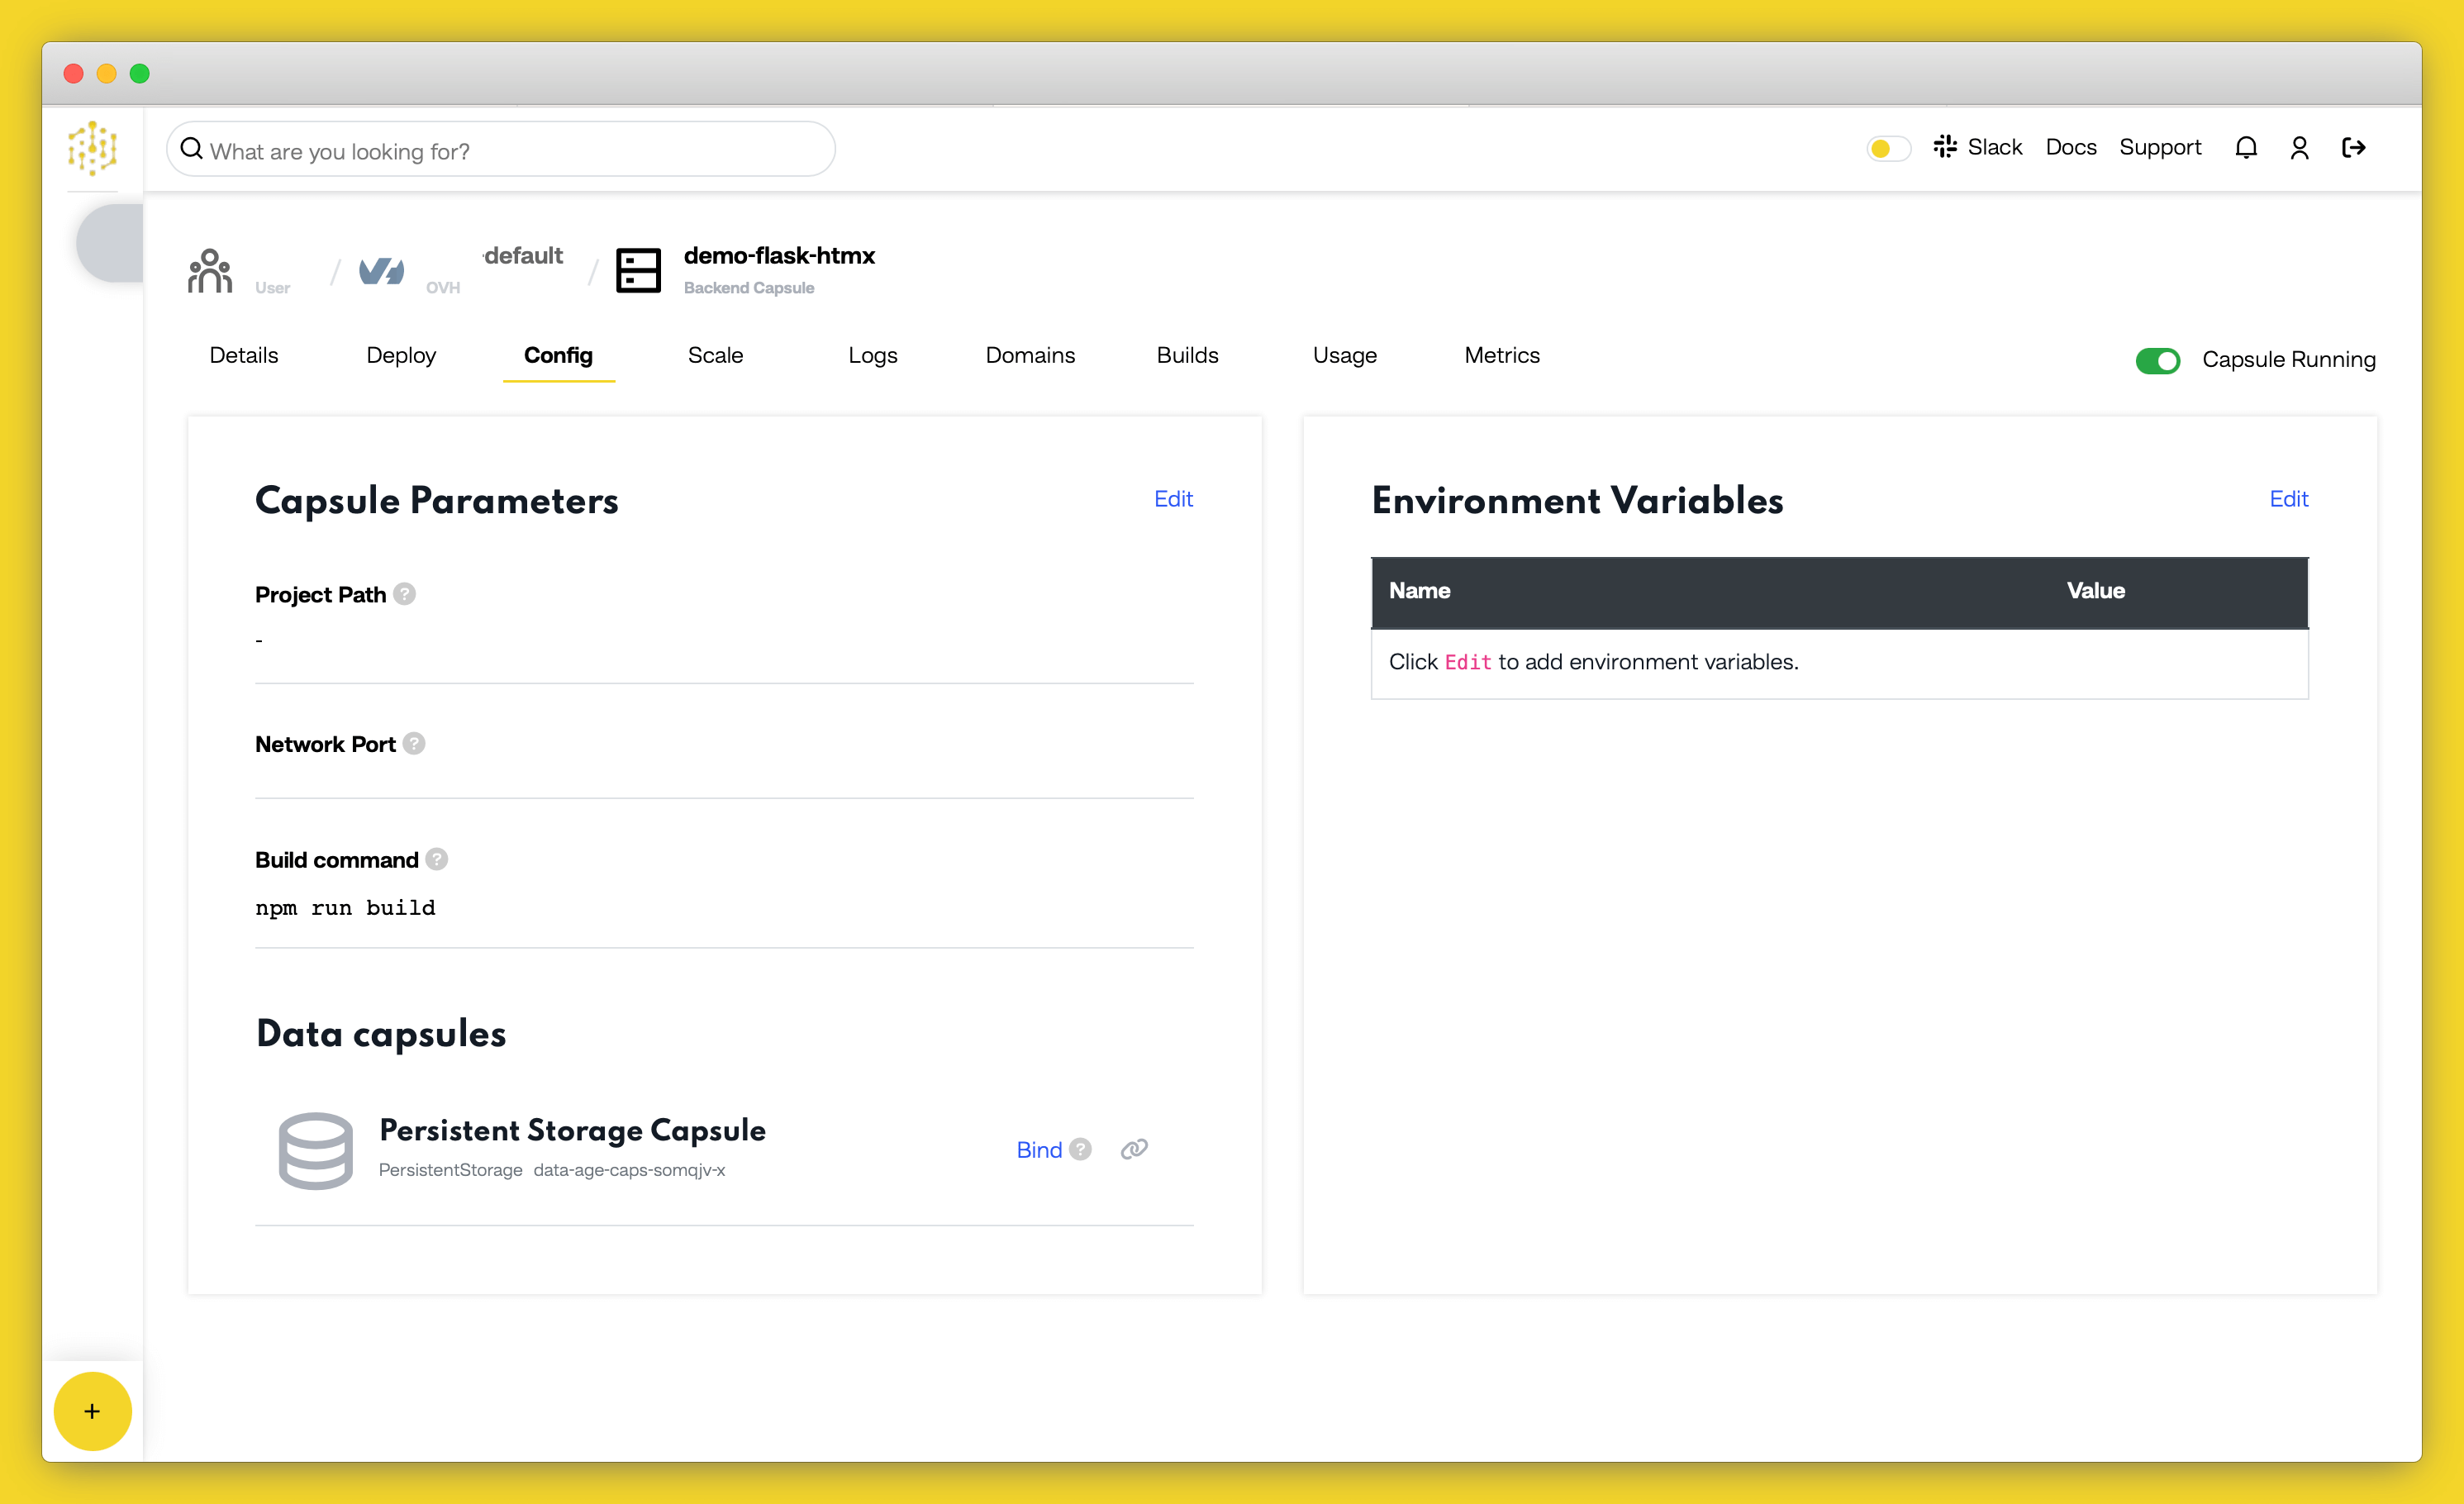 What are you looking for?
Slack Docs Support
User
OVH
default
demo-flask-htmx
Backend Capsule
Details Deploy Config Scale Logs Domains Builds Usage Metrics
Capsule Running
Capsule Parameters
Edit
Project Path ?
-
Network Port ?
Build command ?
npm run build
Data capsules
Persistent Storage Capsule
PersistentStorage data-age-caps-somqjv-x
Bind ?
Environment Variables
Edit
Name Value
Click Edit to add environment variables.
+